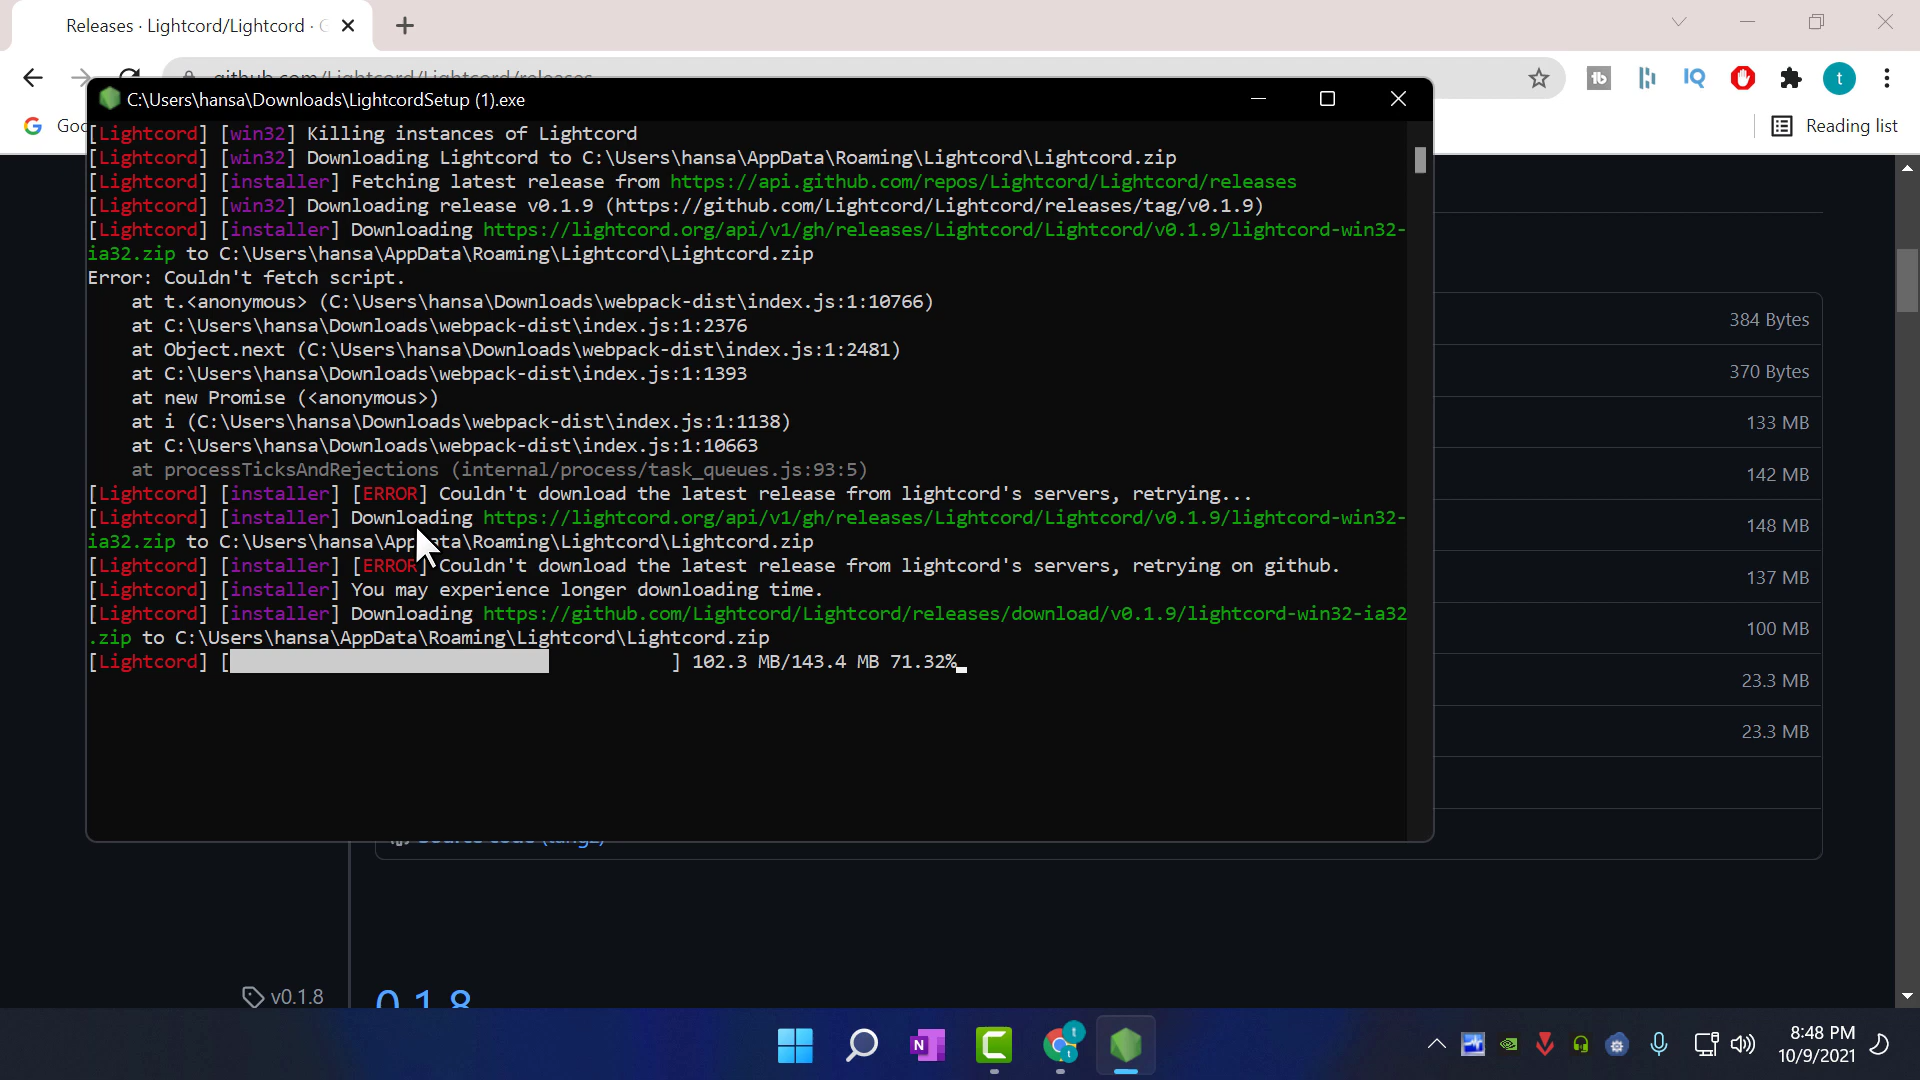 Releases · Lightcord/Lightcord ·
github.com/Lightcord/Lightcord/releases
Reading list
C:\Users\hansa\Downloads\LightcordSetup (1).exe
[Lightcord] [win32] Killing instances of Lightcord
[Lightcord] [win32] Downloading Lightcord to C:\Users\hansa\AppData\Roaming\Lightcord\Lightcord.zip
[Lightcord] [installer] Fetching latest release from https://api.github.com/repos/Lightcord/Lightcord/releases
[Lightcord] [win32] Downloading release v0.1.9 (https://github.com/Lightcord/Lightcord/releases/tag/v0.1.9)
[Lightcord] [installer] Downloading https://lightcord.org/api/v1/gh/releases/Lightcord/Lightcord/v0.1.9/lightcord-win32-
ia32.zip to C:\Users\hansa\AppData\Roaming\Lightcord\Lightcord.zip
Error: Couldn't fetch script.
at t.<anonymous> (C:\Users\hansa\Downloads\webpack-dist\index.js:1:10766)
at C:\Users\hansa\Downloads\webpack-dist\index.js:1:2376
at Object.next (C:\Users\hansa\Downloads\webpack-dist\index.js:1:2481)
at C:\Users\hansa\Downloads\webpack-dist\index.js:1:1393
at new Promise (<anonymous>)
at i (C:\Users\hansa\Downloads\webpack-dist\index.js:1:1138)
at C:\Users\hansa\Downloads\webpack-dist\index.js:1:10663
at processTicksAndRejections (internal/process/task_queues.js:93:5)
[Lightcord] [installer] [ERROR] Couldn't download the latest release from lightcord's servers, retrying...
[Lightcord] [installer] Downloading https://lightcord.org/api/v1/gh/releases/Lightcord/Lightcord/v0.1.9/lightcord-win32-
ia32.zip to C:\Users\hansa\AppData\Roaming\Lightcord\Lightcord.zip
[Lightcord] [installer] [ERROR] Couldn't download the latest release from lightcord's servers, retrying on github.
[Lightcord] [installer] You may experience longer downloading time.
[Lightcord] [installer] Downloading https://github.com/Lightcord/Lightcord/releases/download/v0.1.9/lightcord-win32-ia32
.zip to C:\Users\hansa\AppData\Roaming\Lightcord\Lightcord.zip
[Lightcord] [ ] 102.3 MB/143.4 MB 71.32%
384 Bytes
370 Bytes
133 MB
142 MB
148 MB
137 MB
100 MB
23.3 MB
23.3 MB
v0.1.8
0.1.8
8:48 PM
10/9/2021